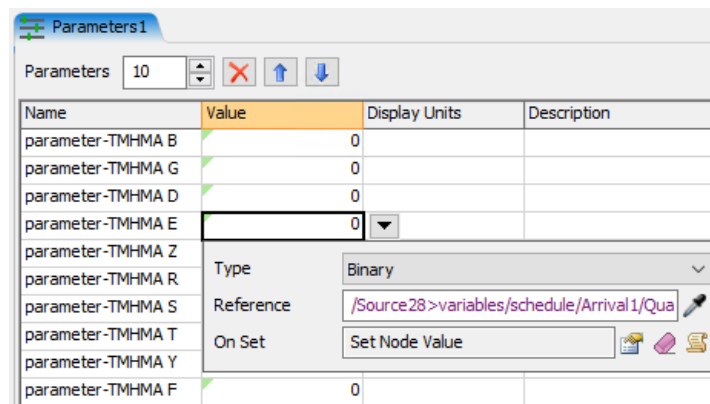 Parameters1
Parameters 10
Name Value Display Units Description
parameter-TMHMA B 0
parameter-TMHMA G 0
parameter-TMHMA D 0
parameter-TMHMA E 0
parameter-TMHMA Z
Type Binary
parameter-TMHMA R
parameter-TMHMA S
Reference /Source28>variables/schedule/Arrival1/Qua
parameter-TMHMA T
On Set Set Node Value
parameter-TMHMA Y
parameter-TMHMA F 0